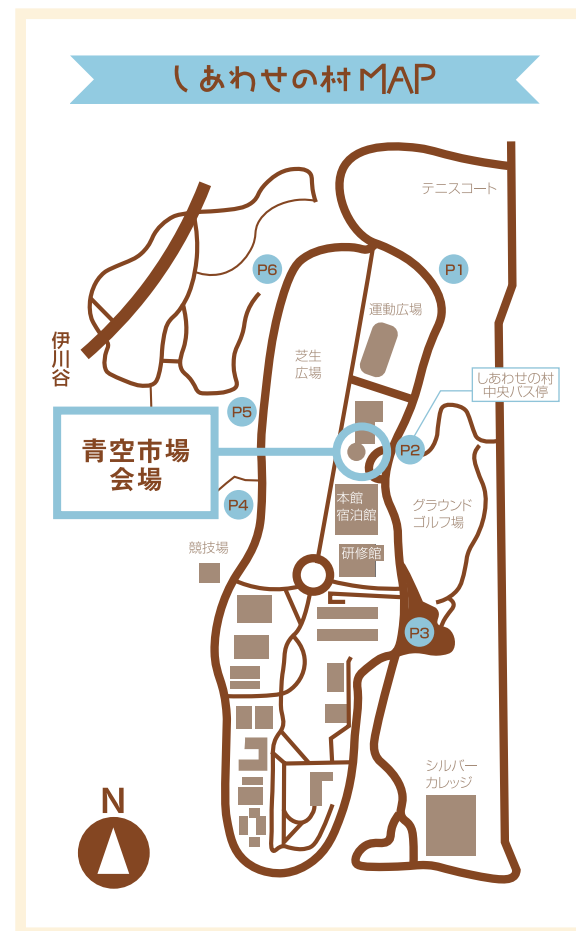 しあわせの村MAP
テニスコート
P6
P1
運動広場
伊川谷
芝生
広場
しあわせの村
中央バス停
P5
青空市場
会場
P2
P4
本館
宿泊館
グラウンド
ゴルフ場
競技場
研修館
P3
シルバー
カレッジ
N